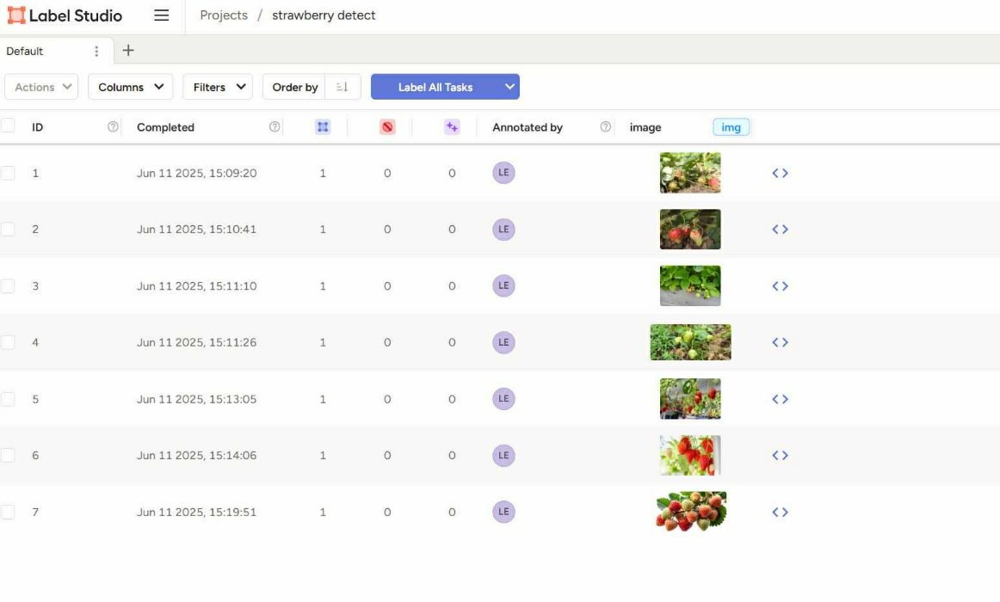 Label Studio Projects / strawberry detect
Default
Actions Columns Filters Order by Label All Tasks
ID Completed Annotated by image img
1 Jun 11 2025, 15:09:20 1 0 0 LE
2 Jun 11 2025, 15:10:41 1 0 0 LE
3 Jun 11 2025, 15:11:10 1 0 0 LE
4 Jun 11 2025, 15:11:26 1 0 0 LE
5 Jun 11 2025, 15:13:05 1 0 0 LE
6 Jun 11 2025, 15:14:06 1 0 0 LE
7 Jun 11 2025, 15:19:51 1 0 0 LE